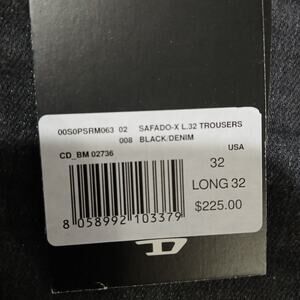 00S0PSRM063 02 SAFADO-X L.32 TROUSERS
008 BLACK/DENIM
CD_BM 02736 USA
32
LONG 32
$225.00
8 058992 103379